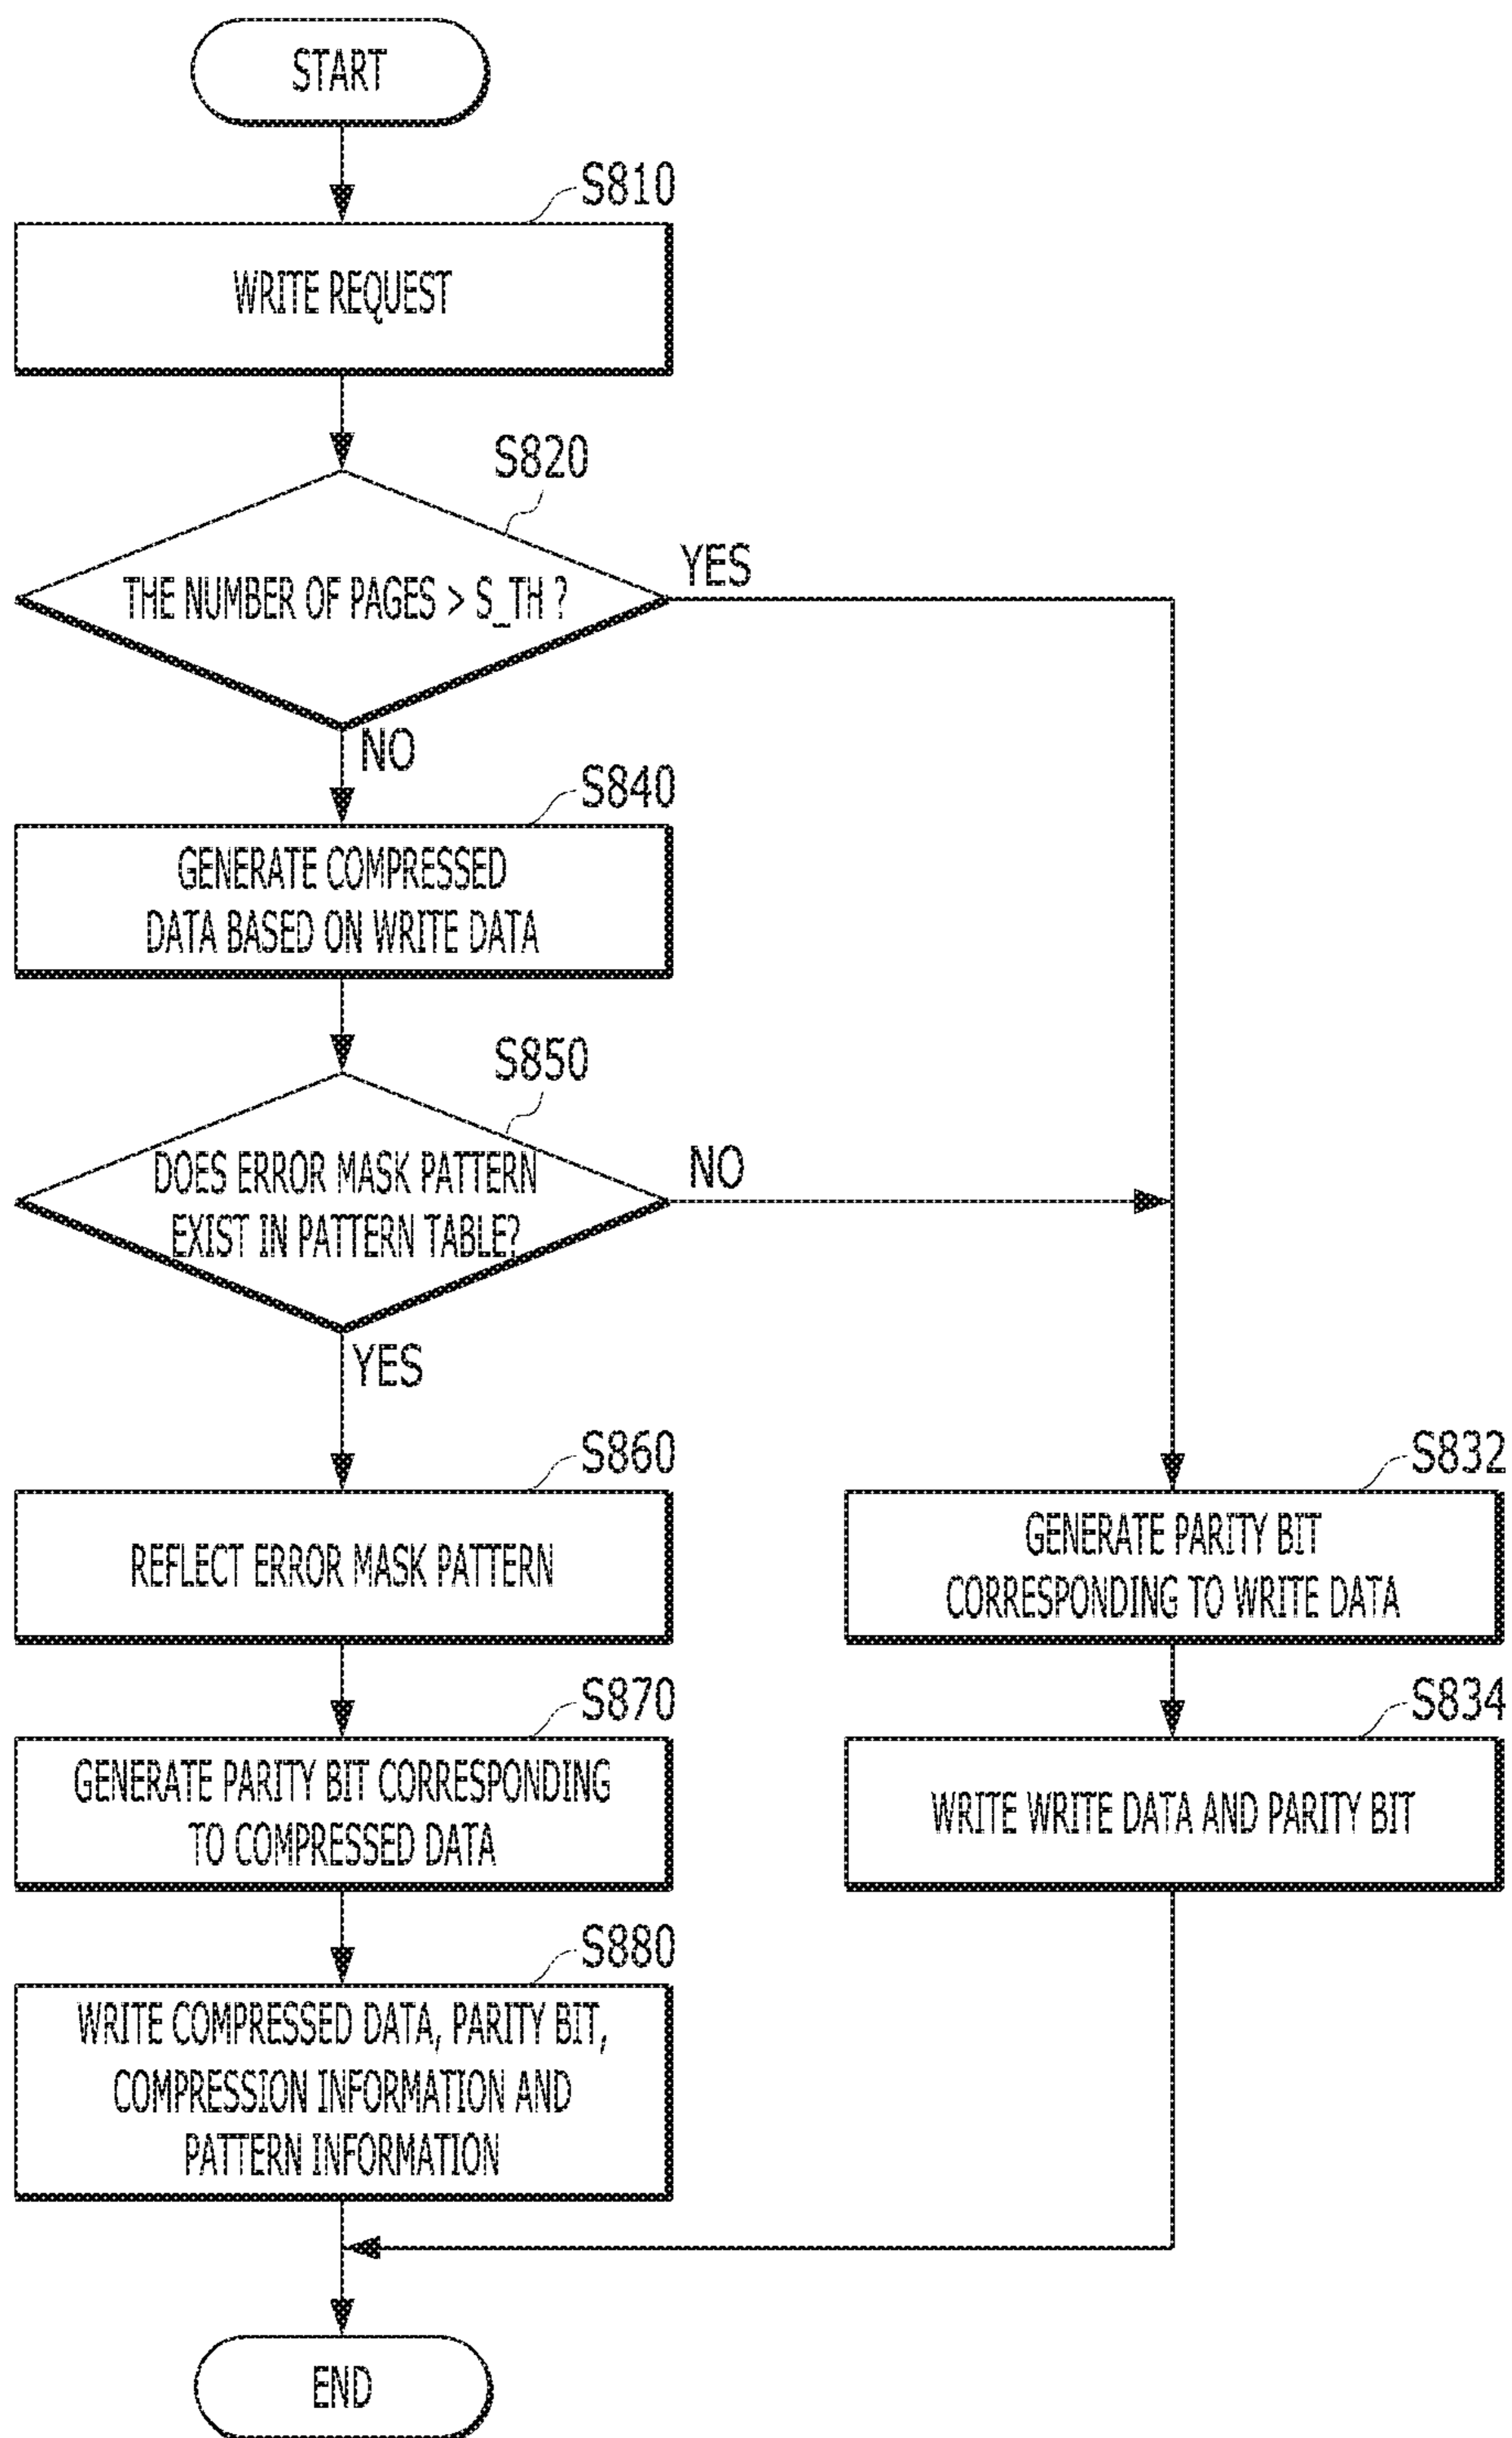 START
S810
WRITE REQUEST
S820
THE NUMBER OF PAGES > S_TH ?
YES
NO
S840
GENERATE COMPRESSED
DATA BASED ON WRITE DATA
S850
DOES ERROR MASK PATTERN
EXIST IN PATTERN TABLE?
NO
YES
S860
REFLECT ERROR MASK PATTERN
S832
GENERATE PARITY BIT
CORRESPONDING TO WRITE DATA
S870
GENERATE PARITY BIT CORRESPONDING
TO COMPRESSED DATA
S834
WRITE WRITE DATA AND PARITY BIT
S880
WRITE COMPRESSED DATA, PARITY BIT,
COMPRESSION INFORMATION AND
PATTERN INFORMATION
END